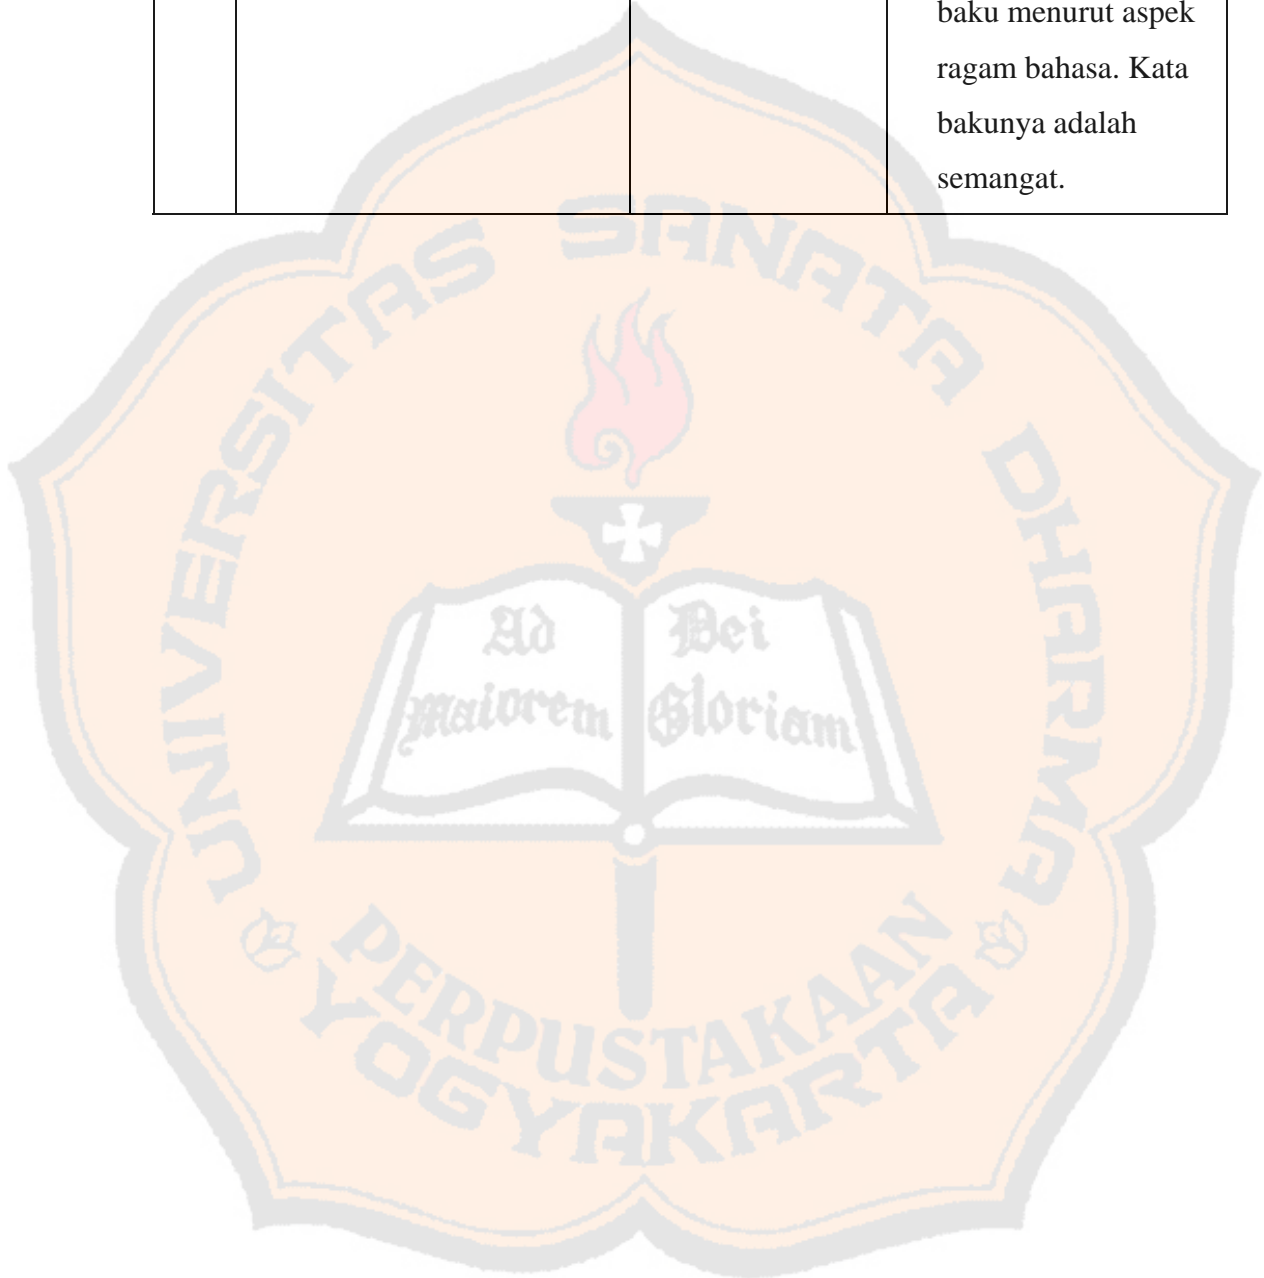 baku menurut aspek
ragam bahasa. Kata
bakunya adalah
semangat.
UNIVERSITAS SANATA DHARMA
Ad
Maiorem
Dei
Gloriam
PERPUSTAKAAN
YOGYAKARTA